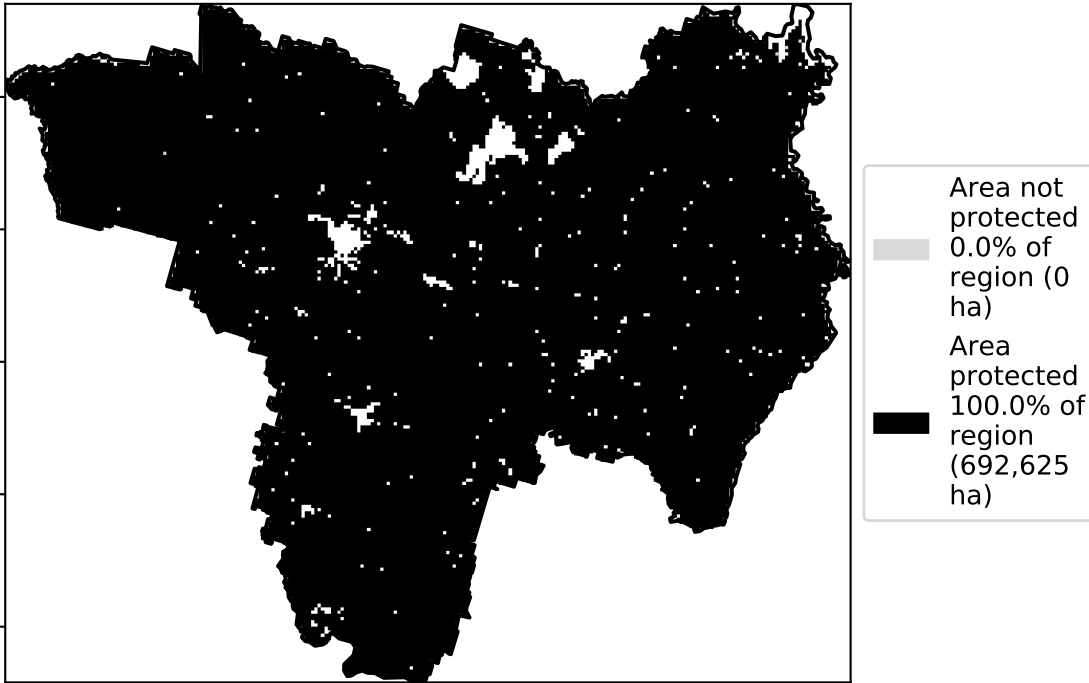 Area not
protected
0.0% of
region (0
ha)
Area
protected
100.0% of
region
(692,625
ha)